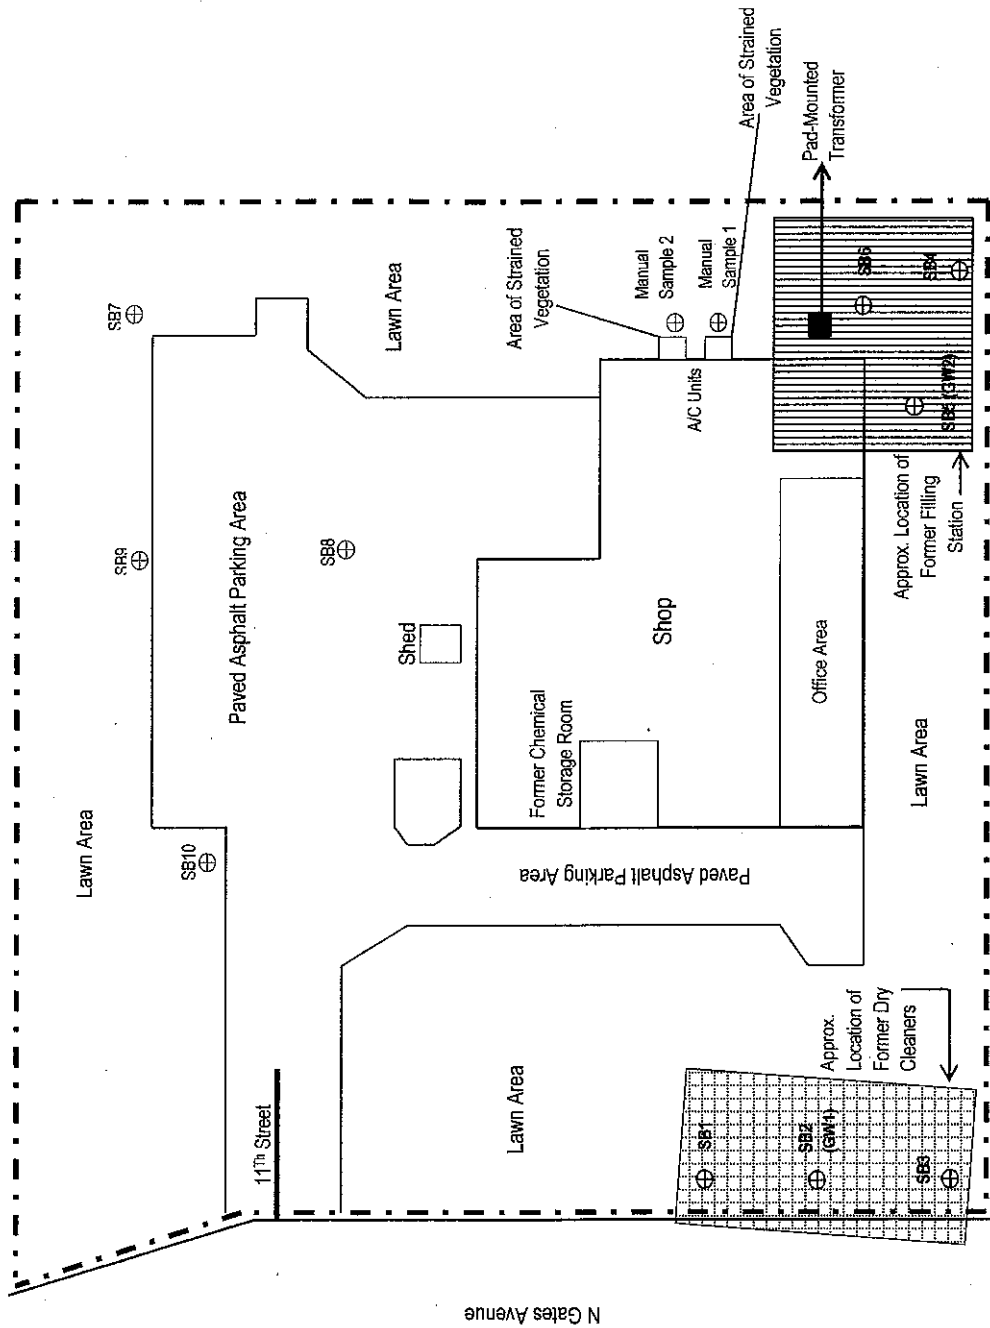 SB7
SB9
SB8
SB10
Lawn Area
Paved Asphalt Parking Area
Lawn Area
Area of Strained
Vegetation
Manual
Sample 2
Manual
Sample 1
Area of Strained
Vegetation
Pad-Mounted
Transformer
Shed
A/C Units
Shop
Former Chemical
Storage Room
Office Area
SB6
SB4
SB5 (GW2)
Approx. Location of
Former Filling
Station
Lawn Area
Paved Asphalt Parking Area
11Th Street
Lawn Area
Approx.
Location of
Former Dry
Cleaners
SB1
SB2
(GW1)
SB3
N Gates Avenue